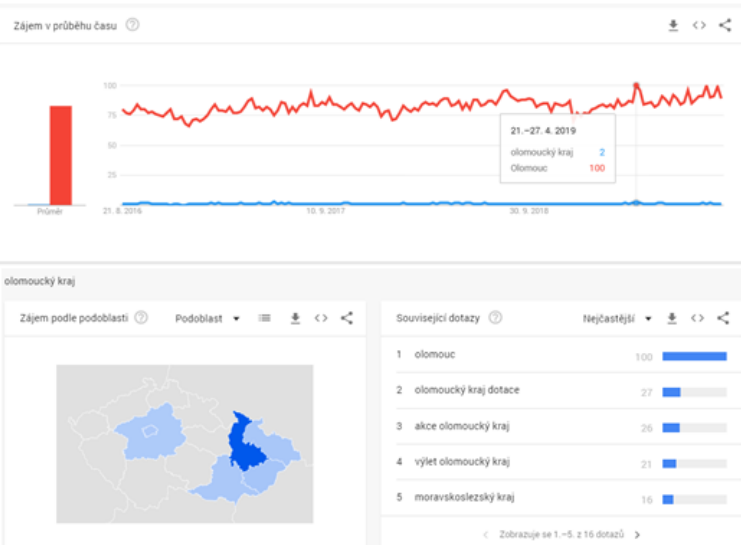 Zájem v průběhu času
100
75
50
25
21.–27. 4. 2019
olomoucký kraj 2
Olomouc 100
Průměr
21. 8. 2016 10. 9. 2017 30. 9. 2018
olomoucký kraj
Zájem podle podoblasti Podoblast
Související dotazy Nejčastější
1 olomouc 100
2 olomoucký kraj dotace 27
3 akce olomoucký kraj 26
4 výlet olomoucký kraj 21
5 moravskoslezský kraj 16
Zobrazuje se 1.–5. z 16 dotazů